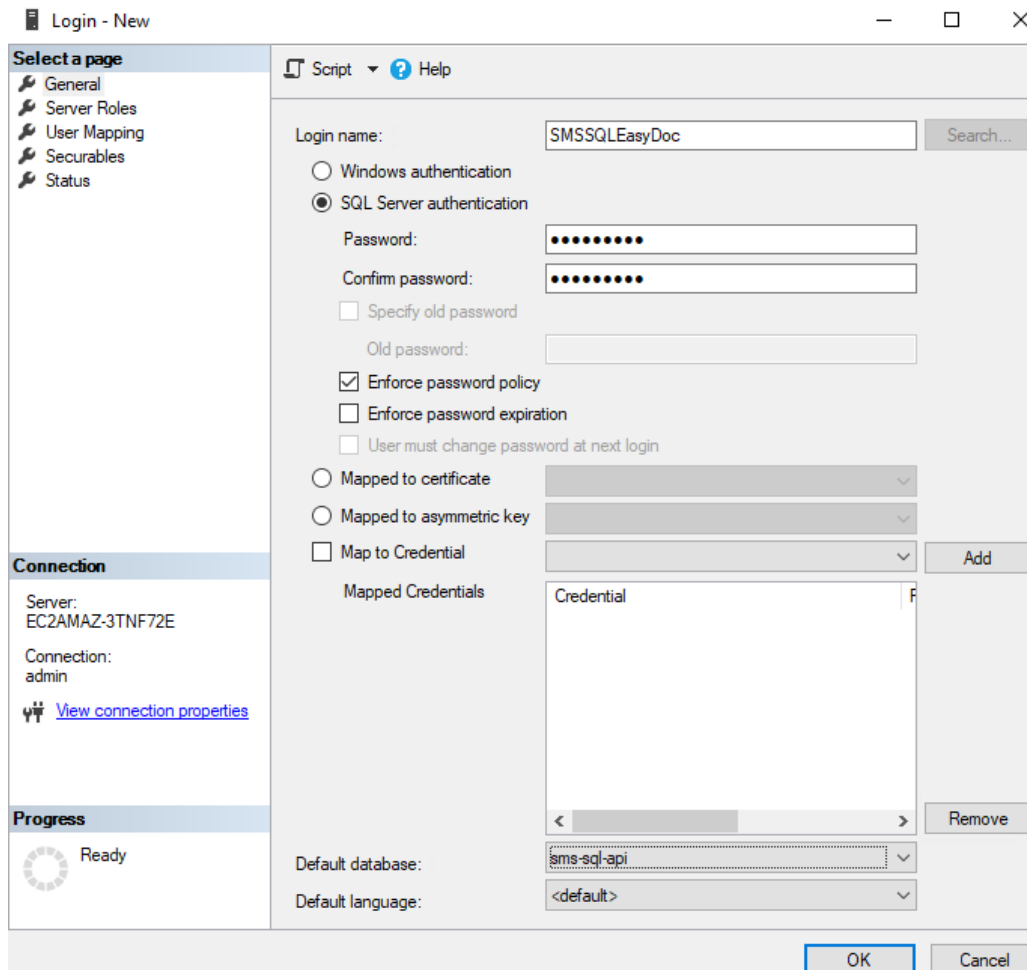 Login - New
Select a page
General
Server Roles
User Mapping
Securables
Status
Script
Help
Login name: SMSSQLEasyDoc Search...
Windows authentication
SQL Server authentication
Password: ●●●●●●●●●
Confirm password: ●●●●●●●●●
Specify old password
Old password:
Enforce password policy
Enforce password expiration
User must change password at next login
Mapped to certificate
Mapped to asymmetric key
Map to Credential Add
Mapped Credentials Credential
Remove
Default database: sms-sql-api
Default language: <default>
Connection
Server:
EC2AMAZ-3TNF72E
Connection:
admin
View connection properties
Progress
Ready
OK Cancel